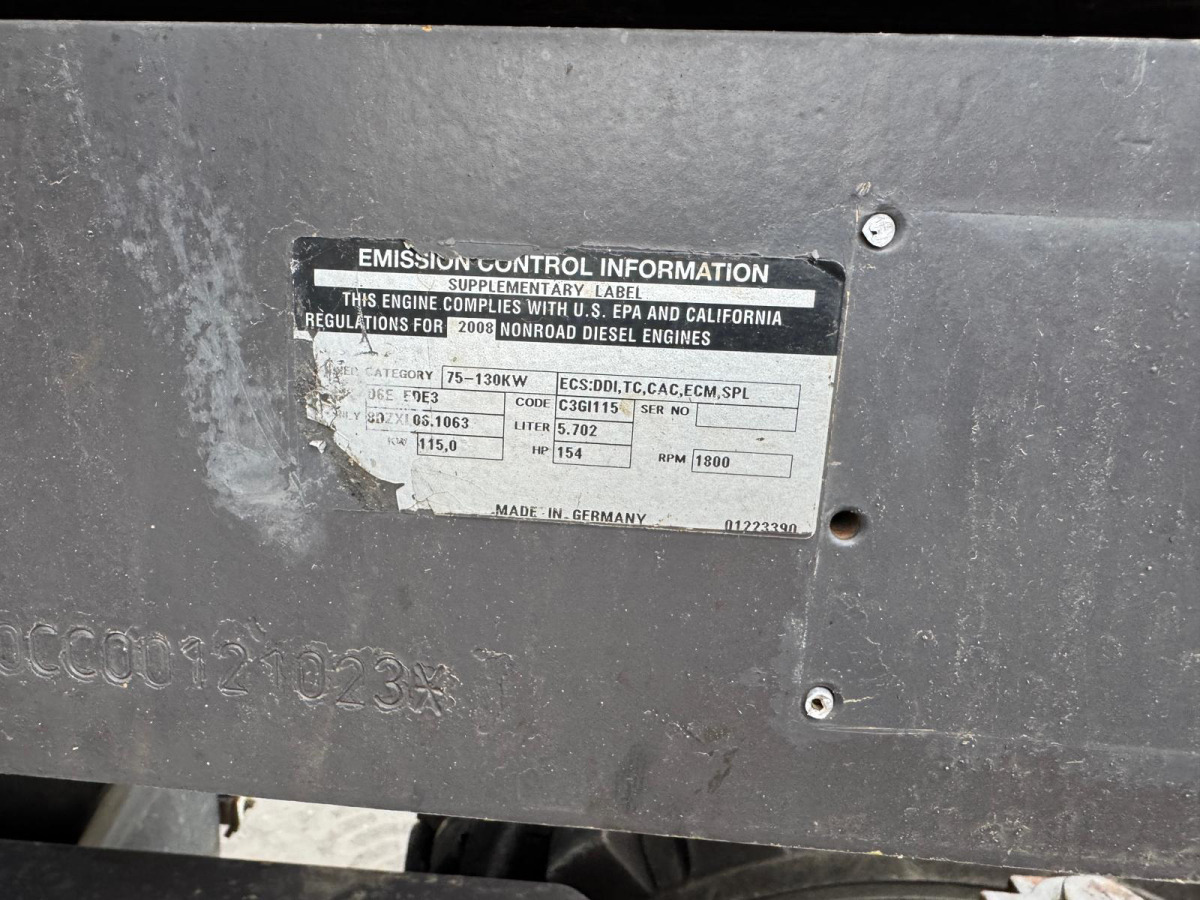 EMISSION CONTROL INFORMATION
SUPPLEMENTARY LABEL
THIS ENGINE COMPLIES WITH U.S. EPA AND CALIFORNIA
REGULATIONS FOR 2008 NONROAD DIESEL ENGINES
CATEGORY 75-130KW ECS:DDI,TC,CAC,ECM,SPL
06E EDE3 CODE C3GI115 SER NO
8DZXL06.1063 LITER 5.702
KW 115,0 HP 154 RPM 1800
MADE IN GERMANY 01223390
0CC00121023*